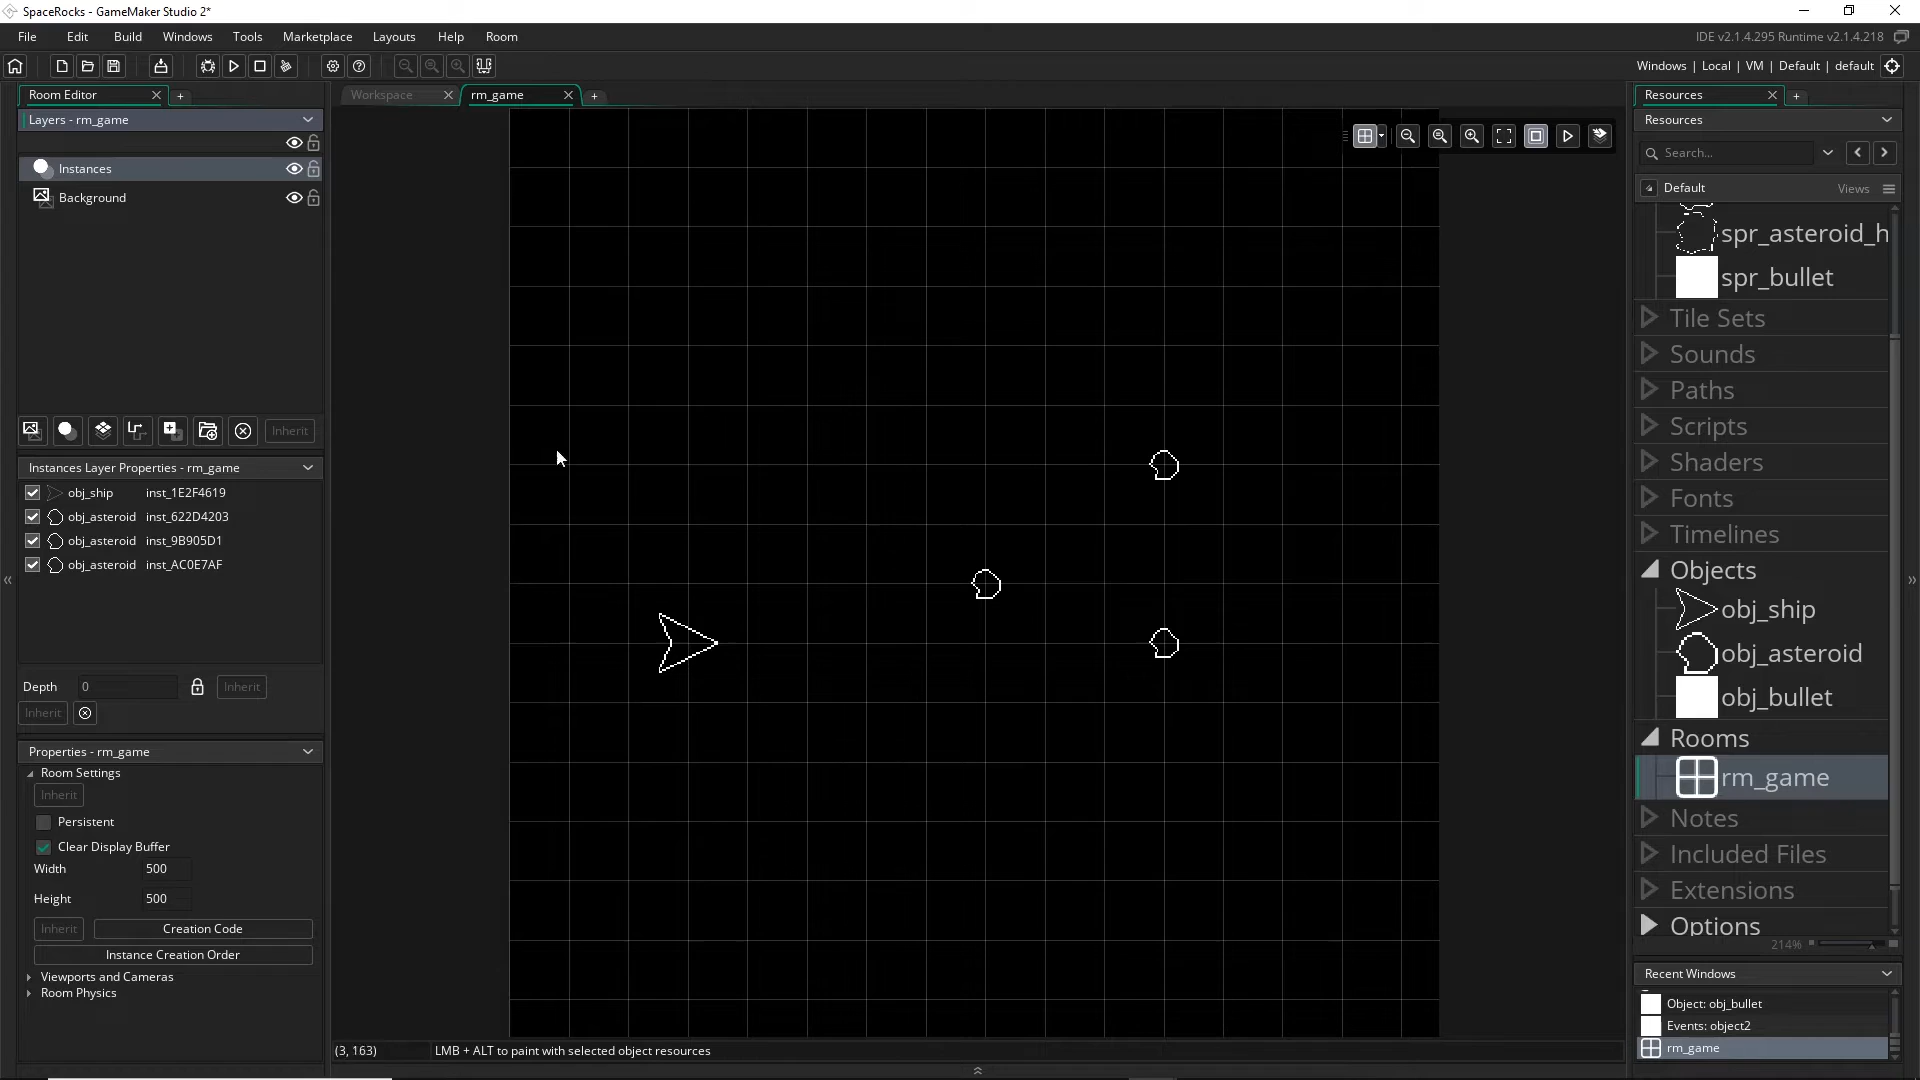 SpaceRocks - GameMaker Studio 2*
File Edit Build Windows Tools Marketplace Layouts Help Room
IDE v2.1.4.295 Runtime v2.1.4.218
Windows | Local | VM | Default | default
Room Editor
Layers - rm_game
Instances
Background
Inherit
Instances Layer Properties - rm_game
obj_ship inst_1E2F4619
obj_asteroid inst_622D4203
obj_asteroid inst_9B905D1
obj_asteroid inst_AC0E7AF
Depth 0 Inherit
Inherit
Properties - rm_game
Room Settings
Inherit
Persistent
Clear Display Buffer
Width 500
Height 500
Inherit Creation Code
Instance Creation Order
Viewports and Cameras
Room Physics
Workspace rm_game
(3, 163) LMB + ALT to paint with selected object resources
Resources
Resources
Search...
Default Views
spr_asteroid_h
spr_bullet
Tile Sets
Sounds
Paths
Scripts
Shaders
Fonts
Timelines
Objects
obj_ship
obj_asteroid
obj_bullet
Rooms
rm_game
Notes
Included Files
Extensions
Options
214%
Recent Windows
Object: obj_bullet
Events: object2
rm_game